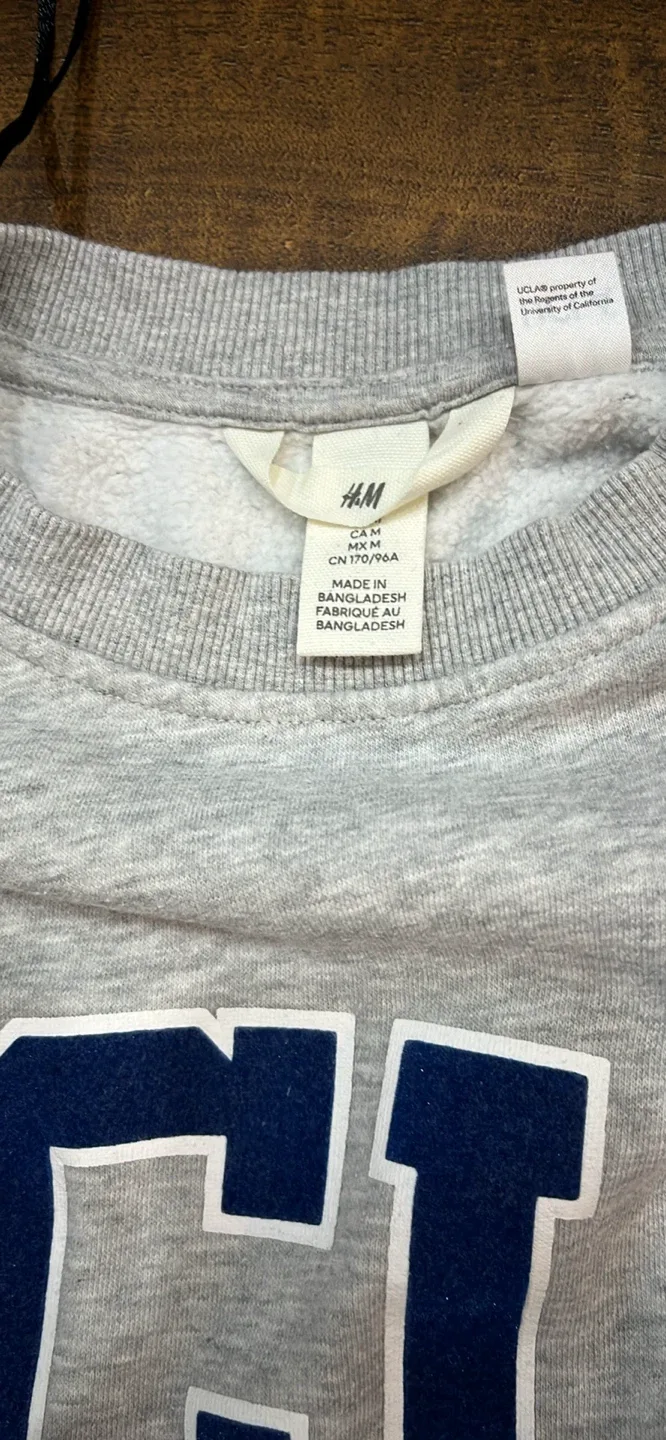 UCLA® property of
the Regents of the
University of California
H&M
CA M
MX M
CN 170/96A
MADE IN
BANGLADESH
FABRIQUÉ AU
BANGLADESH
CL